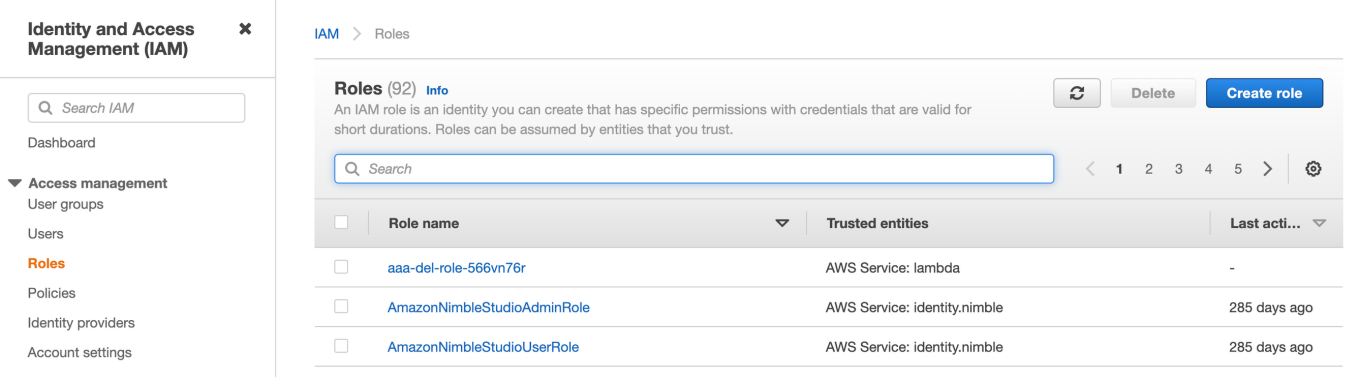 Identity and Access
Management (IAM)
Search IAM
Dashboard
Access management
User groups
Users
Roles
Policies
Identity providers
Account settings
IAM > Roles
Roles (92) Info
An IAM role is an identity you can create that has specific permissions with credentials that are valid for
short durations. Roles can be assumed by entities that you trust.
Delete
Create role
Search
1 2 3 4 5
Role name Trusted entities Last acti...
aaa-del-role-566vn76r AWS Service: lambda -
AmazonNimbleStudioAdminRole AWS Service: identity.nimble 285 days ago
AmazonNimbleStudioUserRole AWS Service: identity.nimble 285 days ago